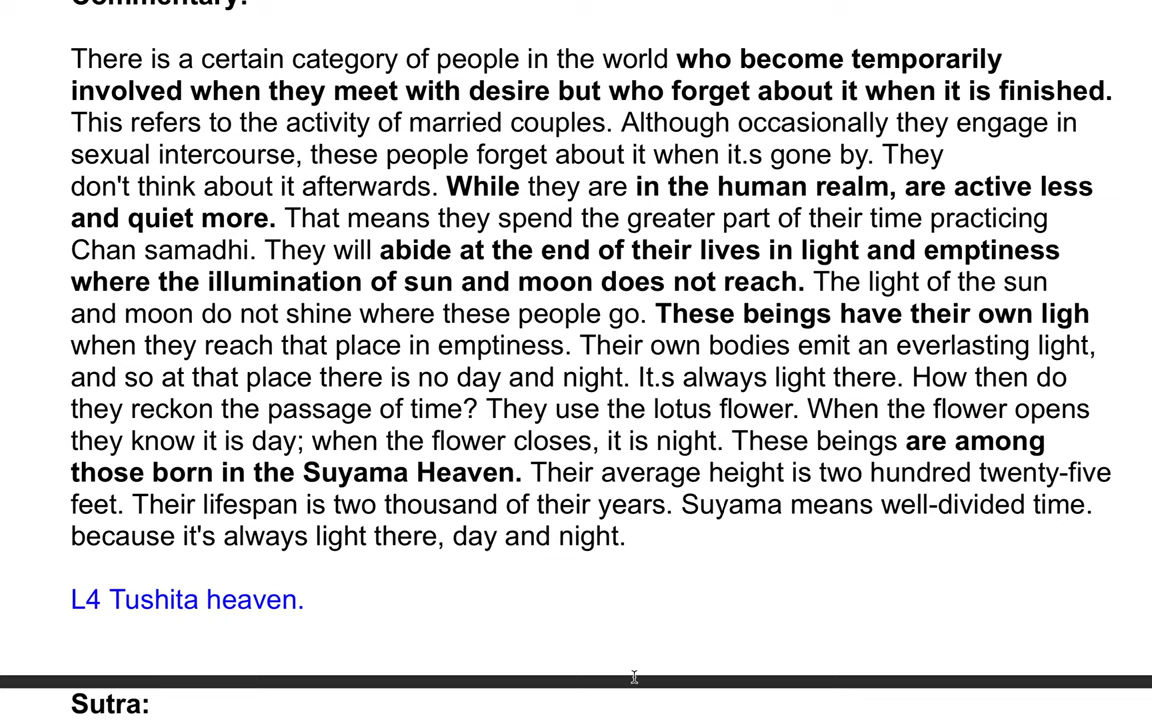 Commentary:
There is a certain category of people in the world who become temporarily
involved when they meet with desire but who forget about it when it is finished.
This refers to the activity of married couples. Although occasionally they engage in
sexual intercourse, these people forget about it when it.s gone by. They
don't think about it afterwards. While they are in the human realm, are active less
and quiet more. That means they spend the greater part of their time practicing
Chan samadhi. They will abide at the end of their lives in light and emptiness
where the illumination of sun and moon does not reach. The light of the sun
and moon do not shine where these people go. These beings have their own ligh
when they reach that place in emptiness. Their own bodies emit an everlasting light,
and so at that place there is no day and night. It.s always light there. How then do
they reckon the passage of time? They use the lotus flower. When the flower opens
they know it is day; when the flower closes, it is night. These beings are among
those born in the Suyama Heaven. Their average height is two hundred twenty-five
feet. Their lifespan is two thousand of their years. Suyama means well-divided time.
because it's always light there, day and night.
L4 Tushita heaven.
Sutra: